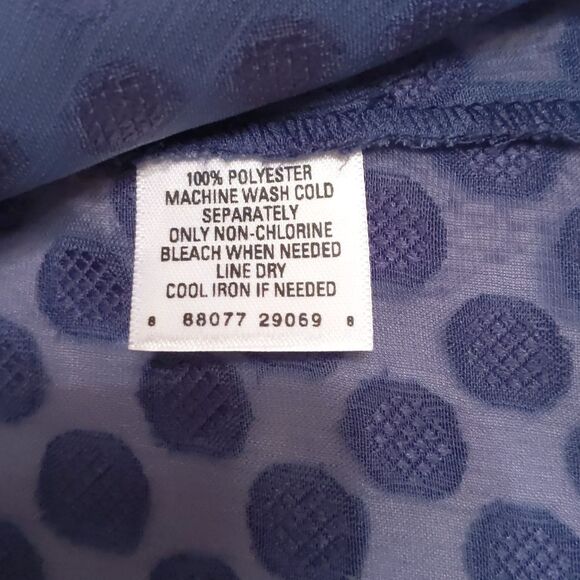 100% POLYESTER
MACHINE WASH COLD
SEPARATELY
ONLY NON-CHLORINE
BLEACH WHEN NEEDED
LINE DRY
COOL IRON IF NEEDED
8 88077 29069 8